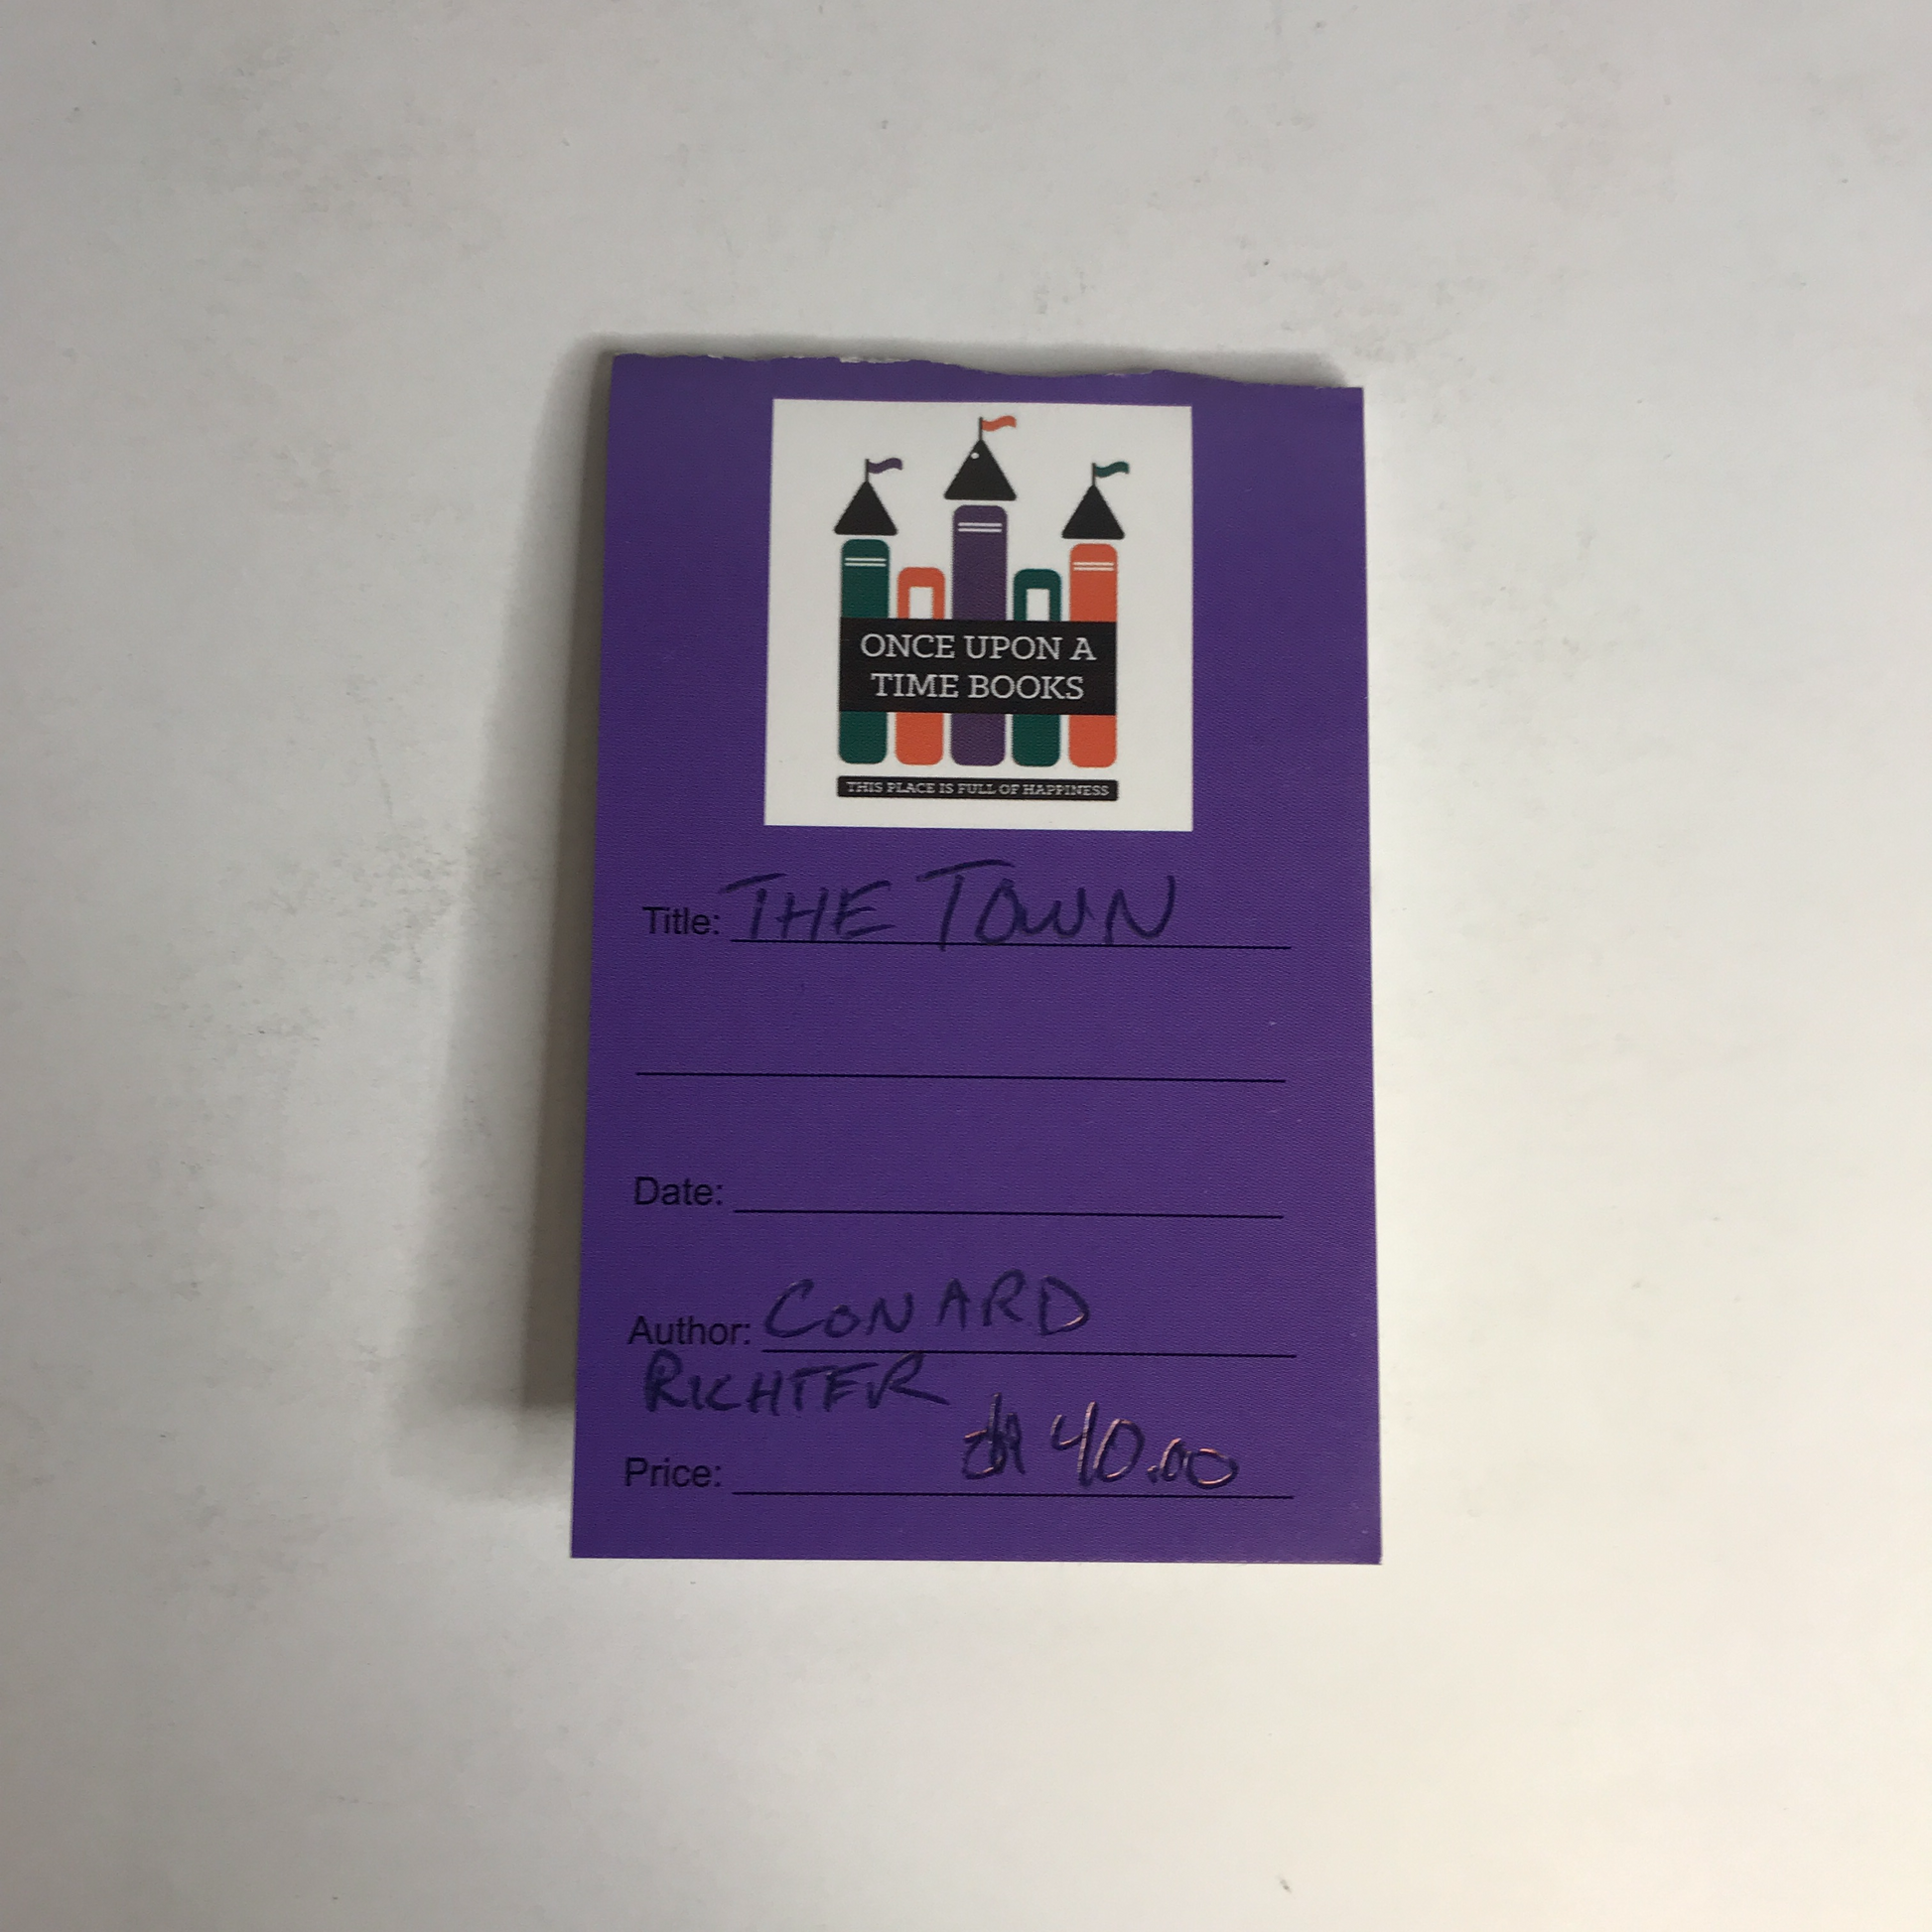 ONCE UPON A
TIME BOOKS
THIS PLACE IS FULL OF HAPPINESS
Title: THE TOWN
Date:
Author: CONARD
RICHTER
Price: $40.00